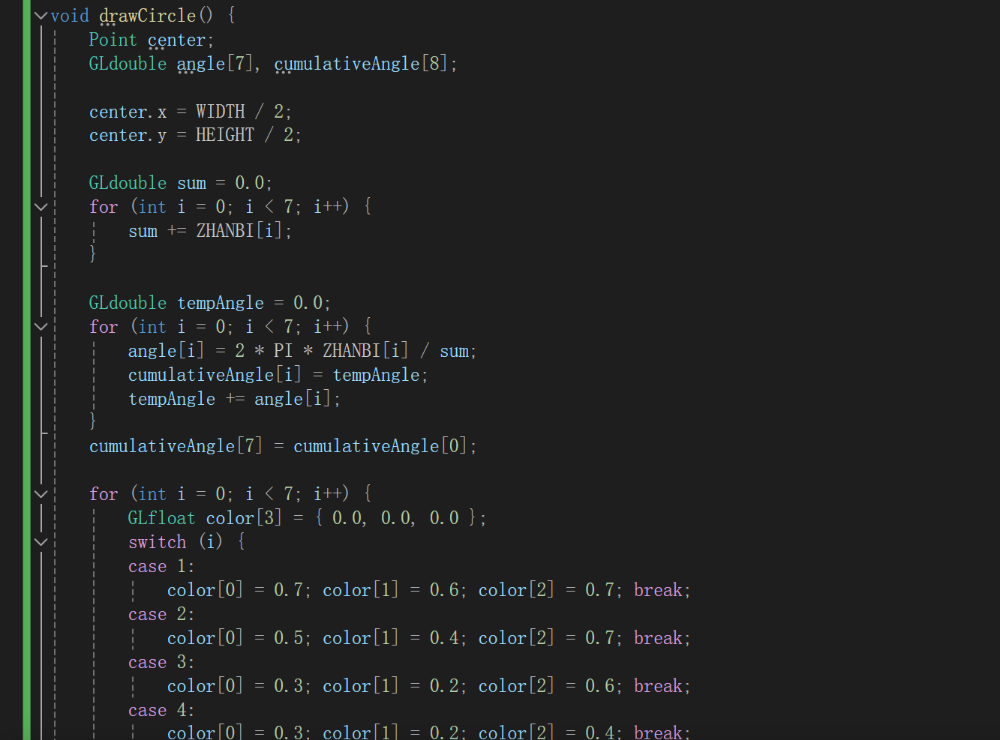 void drawCircle() {
Point center;
GLdouble angle[7], cumulativeAngle[8];
center.x = WIDTH / 2;
center.y = HEIGHT / 2;
GLdouble sum = 0.0;
for (int i = 0; i < 7; i++) {
sum += ZHANBI[i];
}
GLdouble tempAngle = 0.0;
for (int i = 0; i < 7; i++) {
angle[i] = 2 * PI * ZHANBI[i] / sum;
cumulativeAngle[i] = tempAngle;
tempAngle += angle[i];
}
cumulativeAngle[7] = cumulativeAngle[0];
for (int i = 0; i < 7; i++) {
GLfloat color[3] = { 0.0, 0.0, 0.0 };
switch (i) {
case 1:
color[0] = 0.7; color[1] = 0.6; color[2] = 0.7; break;
case 2:
color[0] = 0.5; color[1] = 0.4; color[2] = 0.7; break;
case 3:
color[0] = 0.3; color[1] = 0.2; color[2] = 0.6; break;
case 4:
color[0] = 0.3; color[1] = 0.2; color[2] = 0.4; break;